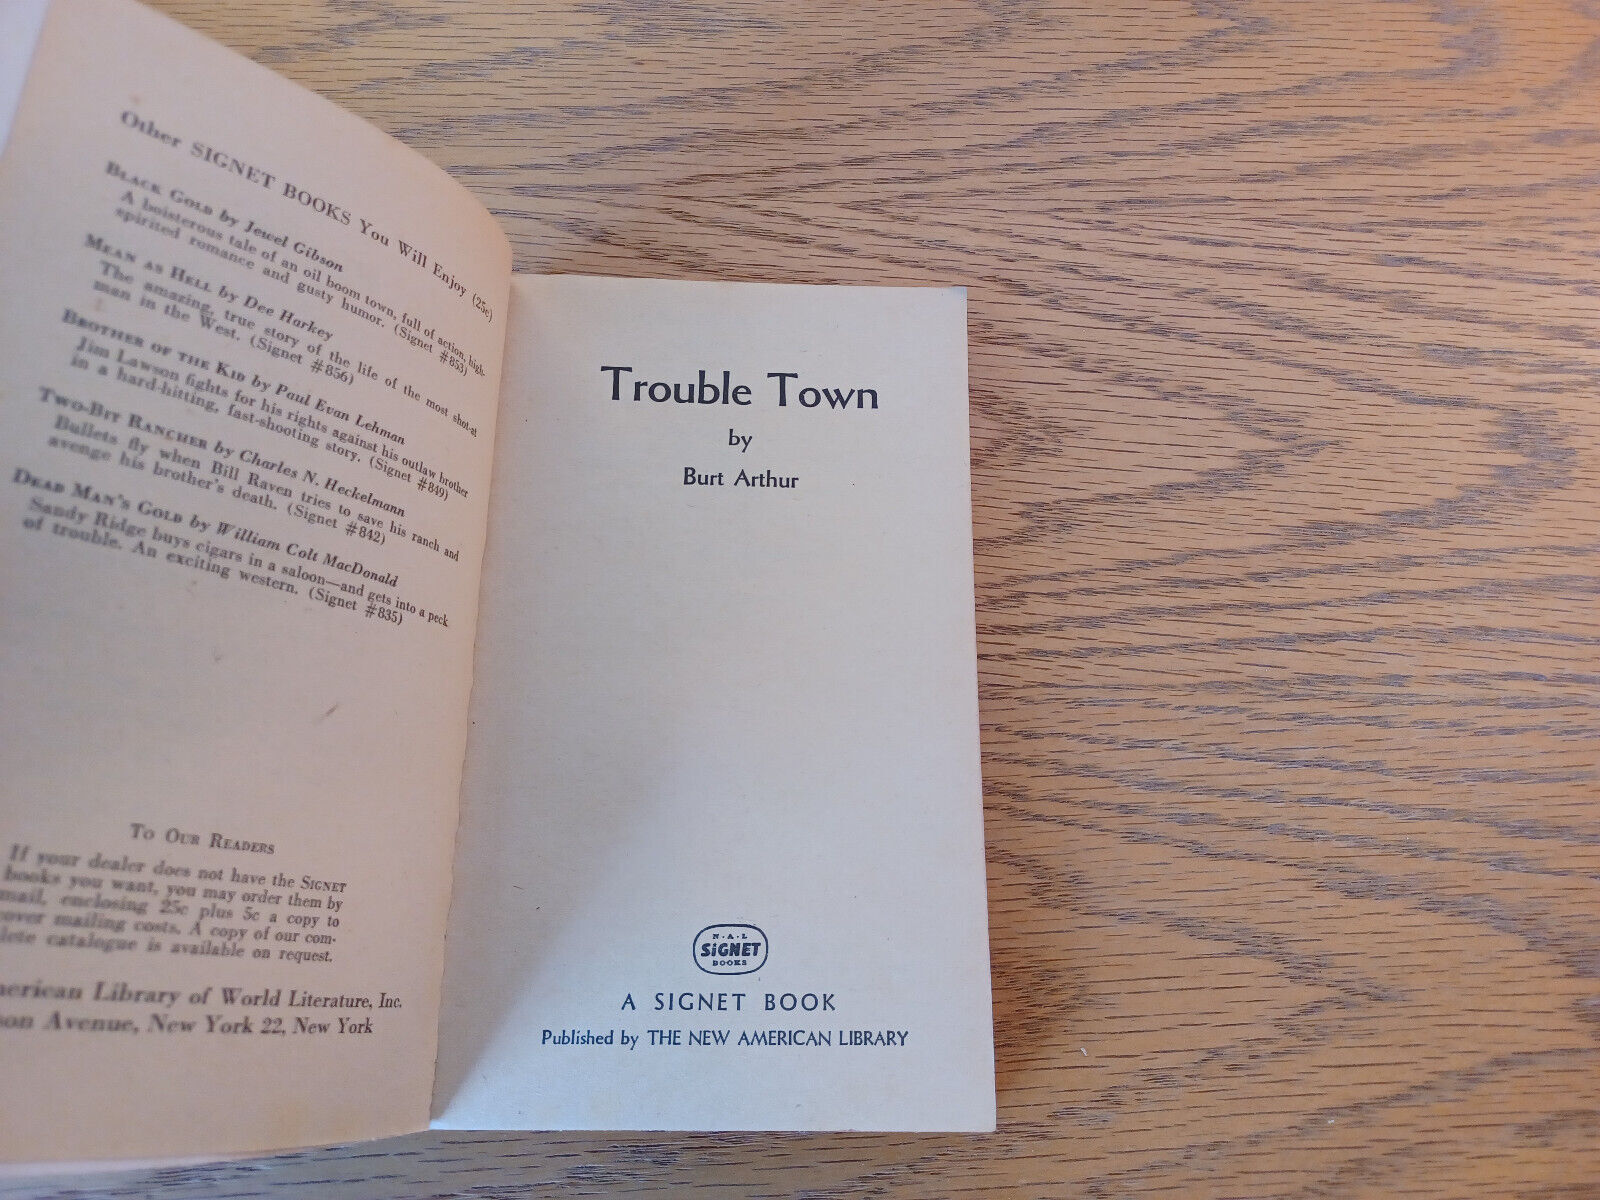 Other SIGNET BOOKS You Will Enjoy (25c)
BLACK GOLD by Jewel Gibson
A boisterous tale of an oil boom town, full of action, high-
spirited romance and gusty humor. (Signet #853)
MEAN AS HELL by Dee Harkey
The amazing, true story of the life of the most shot-at
man in the West. (Signet #856)
BROTHER OF THE KID by Paul Evan Lehman
Jim Lawson fights for his rights against his outlaw brother
in a hard-hitting, fast-shooting story. (Signet #849)
TWO-BIT RANCHER by Charles N. Heckelmann
Bullets fly when Bill Raven tries to save his ranch and
avenge his brother's death. (Signet #842)
DEAD MAN'S GOLD by William Colt MacDonald
Sandy Ridge buys cigars in a saloon—and gets into a peck
of trouble. An exciting western. (Signet #835)
TO OUR READERS
If your dealer does not have the SIGNET
books you want, you may order them by
mail, enclosing 25c plus 5c a copy to
cover mailing costs. A copy of our com-
lete catalogue is available on request.
erican Library of World Literature, Inc.
son Avenue, New York 22, New York
Trouble Town
by
Burt Arthur
N·A·L
SIGNET
BOOKS
A SIGNET BOOK
Published by THE NEW AMERICAN LIBRARY